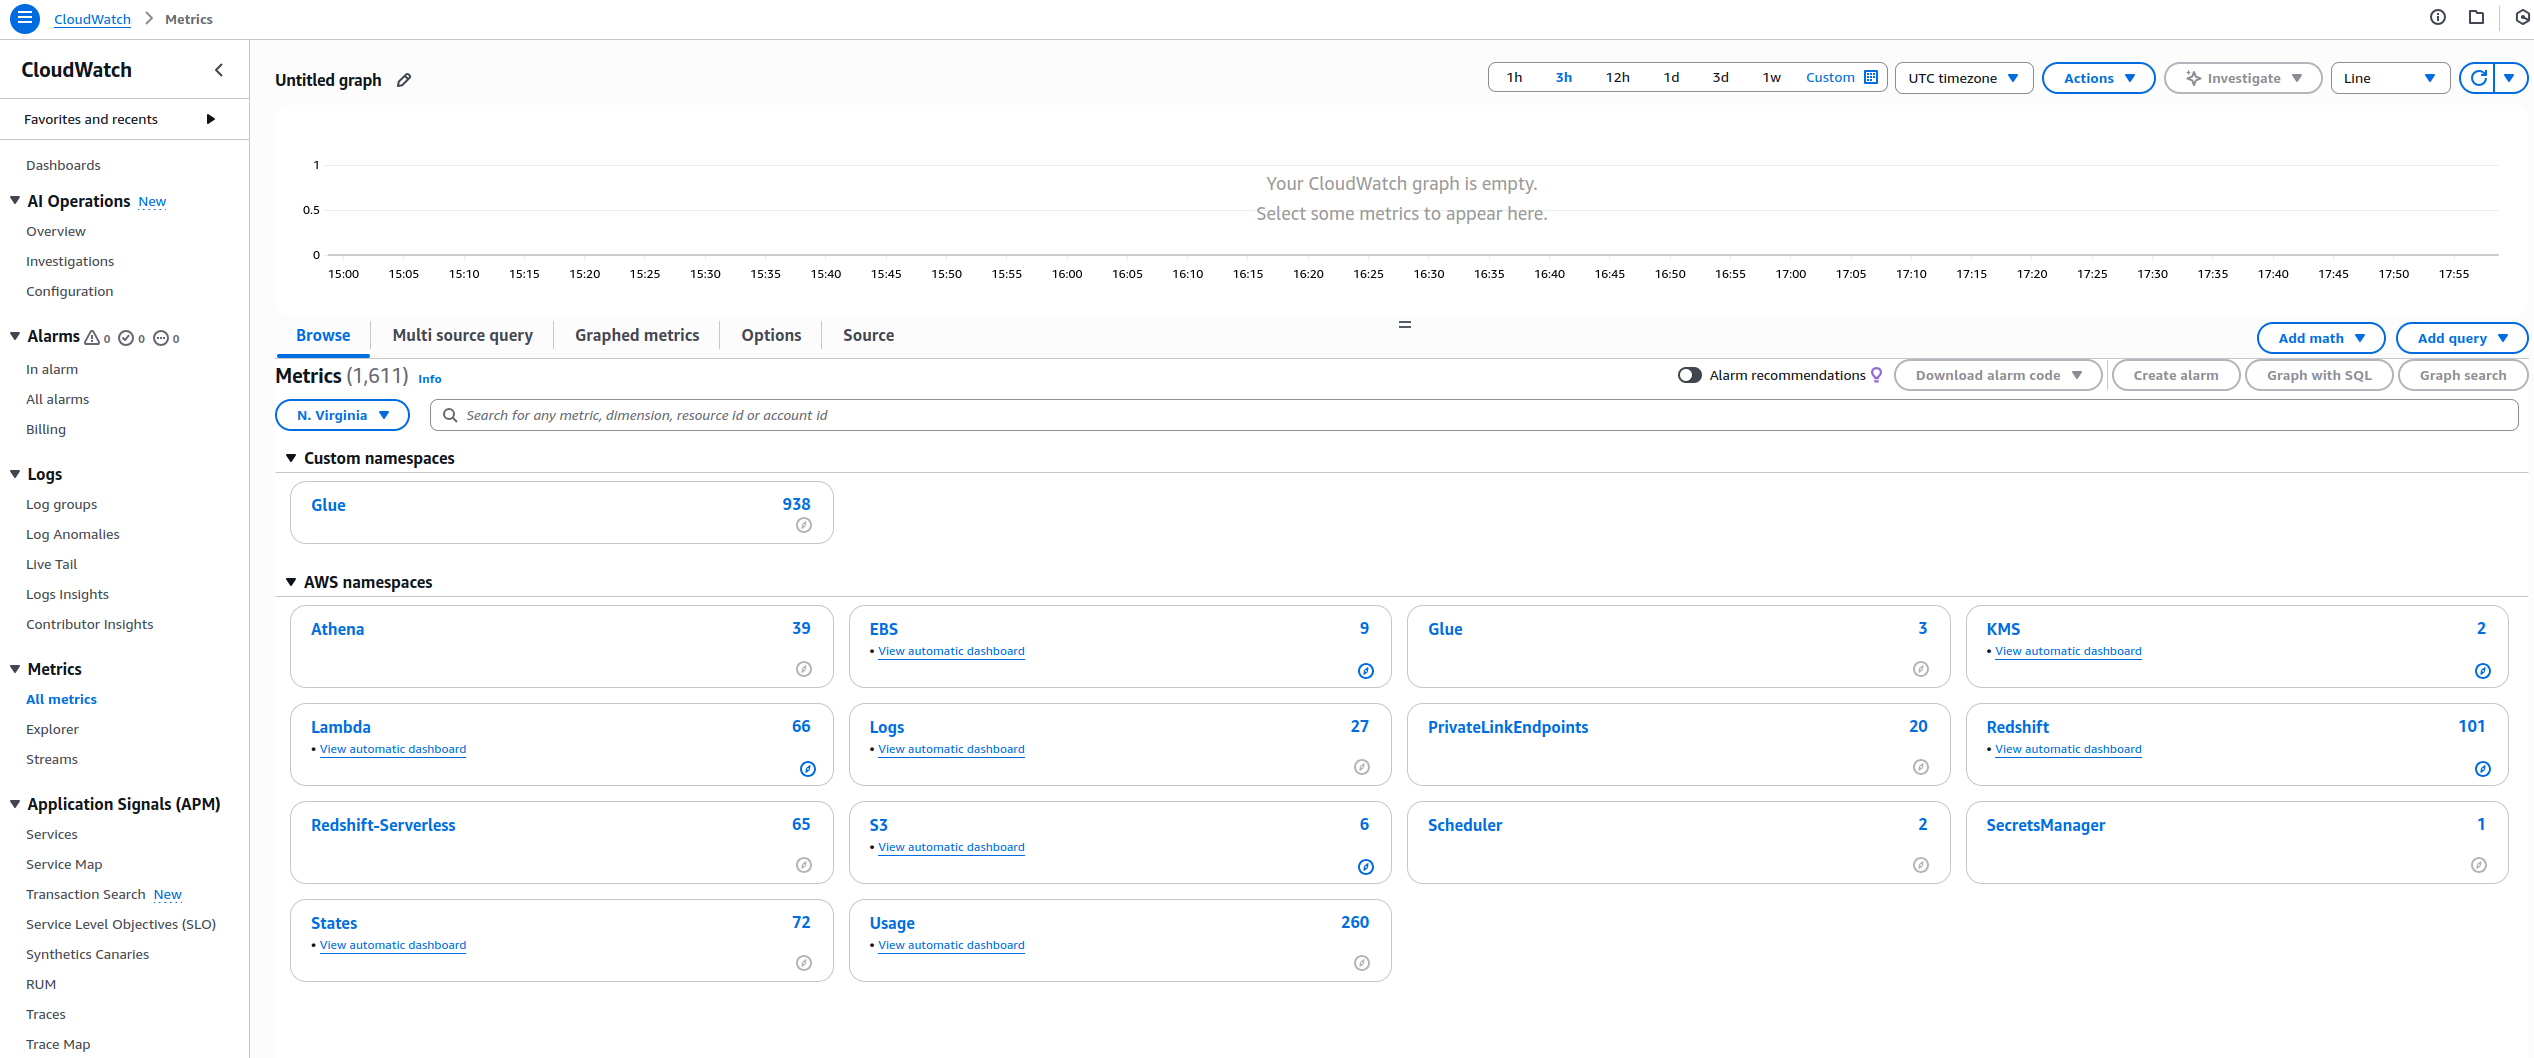 CloudWatch > Metrics
CloudWatch
Favorites and recents
Dashboards
AI Operations New
Overview
Investigations
Configuration
Alarms 0 0 0
In alarm
All alarms
Billing
Logs
Log groups
Log Anomalies
Live Tail
Logs Insights
Contributor Insights
Metrics
All metrics
Explorer
Streams
Application Signals (APM)
Services
Service Map
Transaction Search New
Service Level Objectives (SLO)
Synthetics Canaries
RUM
Traces
Trace Map
Untitled graph
1h 3h 12h 1d 3d 1w Custom UTC timezone Actions Investigate Line
1
0.5
0
Your CloudWatch graph is empty.
Select some metrics to appear here.
15:00 15:05 15:10 15:15 15:20 15:25 15:30 15:35 15:40 15:45 15:50 15:55 16:00 16:05 16:10 16:15 16:20 16:25 16:30 16:35 16:40 16:45 16:50 16:55 17:00 17:05 17:10 17:15 17:20 17:25 17:30 17:35 17:40 17:45 17:50 17:55
Browse Multi source query Graphed metrics Options Source
Add math Add query
Metrics (1,611) Info
Alarm recommendations Download alarm code Create alarm Graph with SQL Graph search
N. Virginia Search for any metric, dimension, resource id or account id
Custom namespaces
Glue 938
AWS namespaces
Athena 39
EBS 9
• View automatic dashboard
Glue 3
KMS 2
• View automatic dashboard
Lambda 66
• View automatic dashboard
Logs 27
• View automatic dashboard
PrivateLinkEndpoints 20
Redshift 101
• View automatic dashboard
Redshift-Serverless 65
S3 6
• View automatic dashboard
Scheduler 2
SecretsManager 1
States 72
• View automatic dashboard
Usage 260
• View automatic dashboard